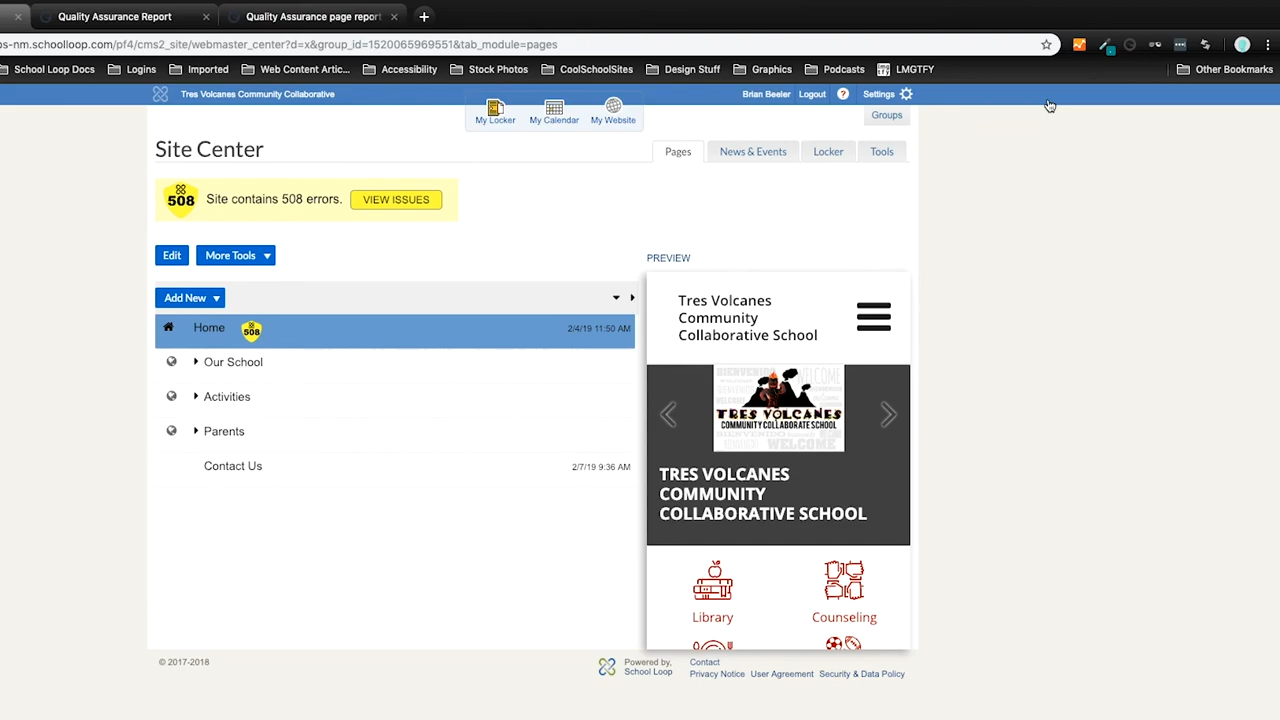 Quality Assurance Report
Quality Assurance page report
ps-nm.schoolloop.com/pf4/cms2_site/webmaster_center?d=x&group_id=1520065969551&tab_module=pages
School Loop Docs Logins Imported Web Content Artic... Accessibility Stock Photos CoolSchoolSites Design Stuff Graphics Podcasts LMGTFY Other Bookmarks
Tres Volcanes Community Collaborative
Brian Beeler Logout ? Settings
My Locker My Calendar My Website
Groups
Site Center
Pages News & Events Locker Tools
508 Site contains 508 errors. VIEW ISSUES
Edit More Tools
PREVIEW
Add New
Home 508 2/4/19 11:50 AM
Our School
Activities
Parents
Contact Us 2/7/19 9:36 AM
Tres Volcanes
Community
Collaborative School
BIENVENIDO WELCOME
TRES VOLCANES
COMMUNITY COLLABORATE SCHOOL
WELCOME
TRES VOLCANES
COMMUNITY
COLLABORATIVE SCHOOL
Library Counseling
© 2017-2018
Powered by,
School Loop
Contact
Privacy Notice User Agreement Security & Data Policy